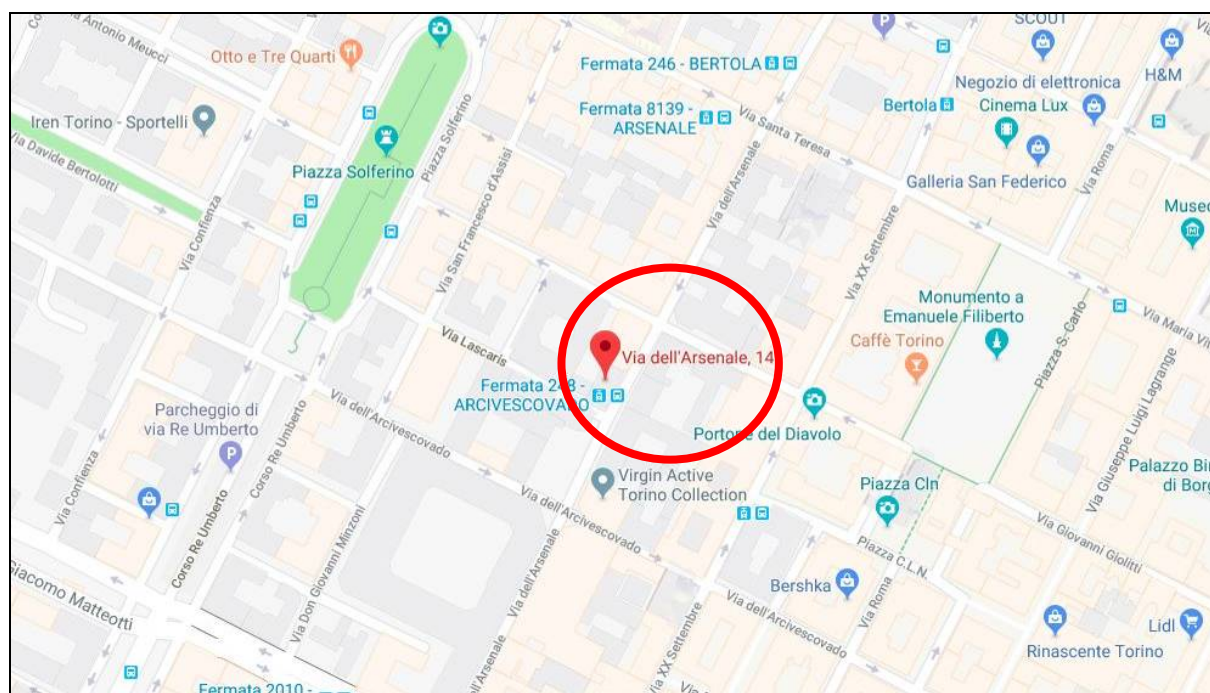 SCOUT
Via Antonio Meucci
Otto e Tre Quarti
Fermata 246 - BERTOLA
H&M
Negozio di elettronica
Iren Torino - Sportelli
Piazza Solferino
Fermata 8139 -
ARSENALE
Bertola
Cinema Lux
Via Santa Teresa
Via Roma
Via Davide Bertolotti
Piazza Solferino
Via San Francesco d'Assisi
Via dell'Arsenale
Galleria San Federico
Via Confienza
Via XX Settembre
Museo
Monumento a
Emanuele Filiberto
Via Maria Vit
Piazza S. Carlo
Via Lascaris
Via dell'Arsenale, 14
Caffè Torino
Fermata 248 -
ARCIVESCOVADO
Via Giuseppe Luigi Lagrange
Parcheggio di
via Re Umberto
Via dell'Arcivescovado
Portone del Diavolo
Corso Re Umberto
Virgin Active
Torino Collection
Palazzo Bir
di Borg
Via Confienza
Piazza Cln
Via dell'Arcivescovado
Corso Re Umberto
Via Giovanni Giolitti
Piazza C.L.N.
Via Don Giovanni Minzoni
Via dell'Arsenale
Bershka
Giacomo Matteotti
Via Roma
Via dell'Arcivescovado
Lidl
Via XX Settembre
Rinascente Torino
Fermata 2010 -